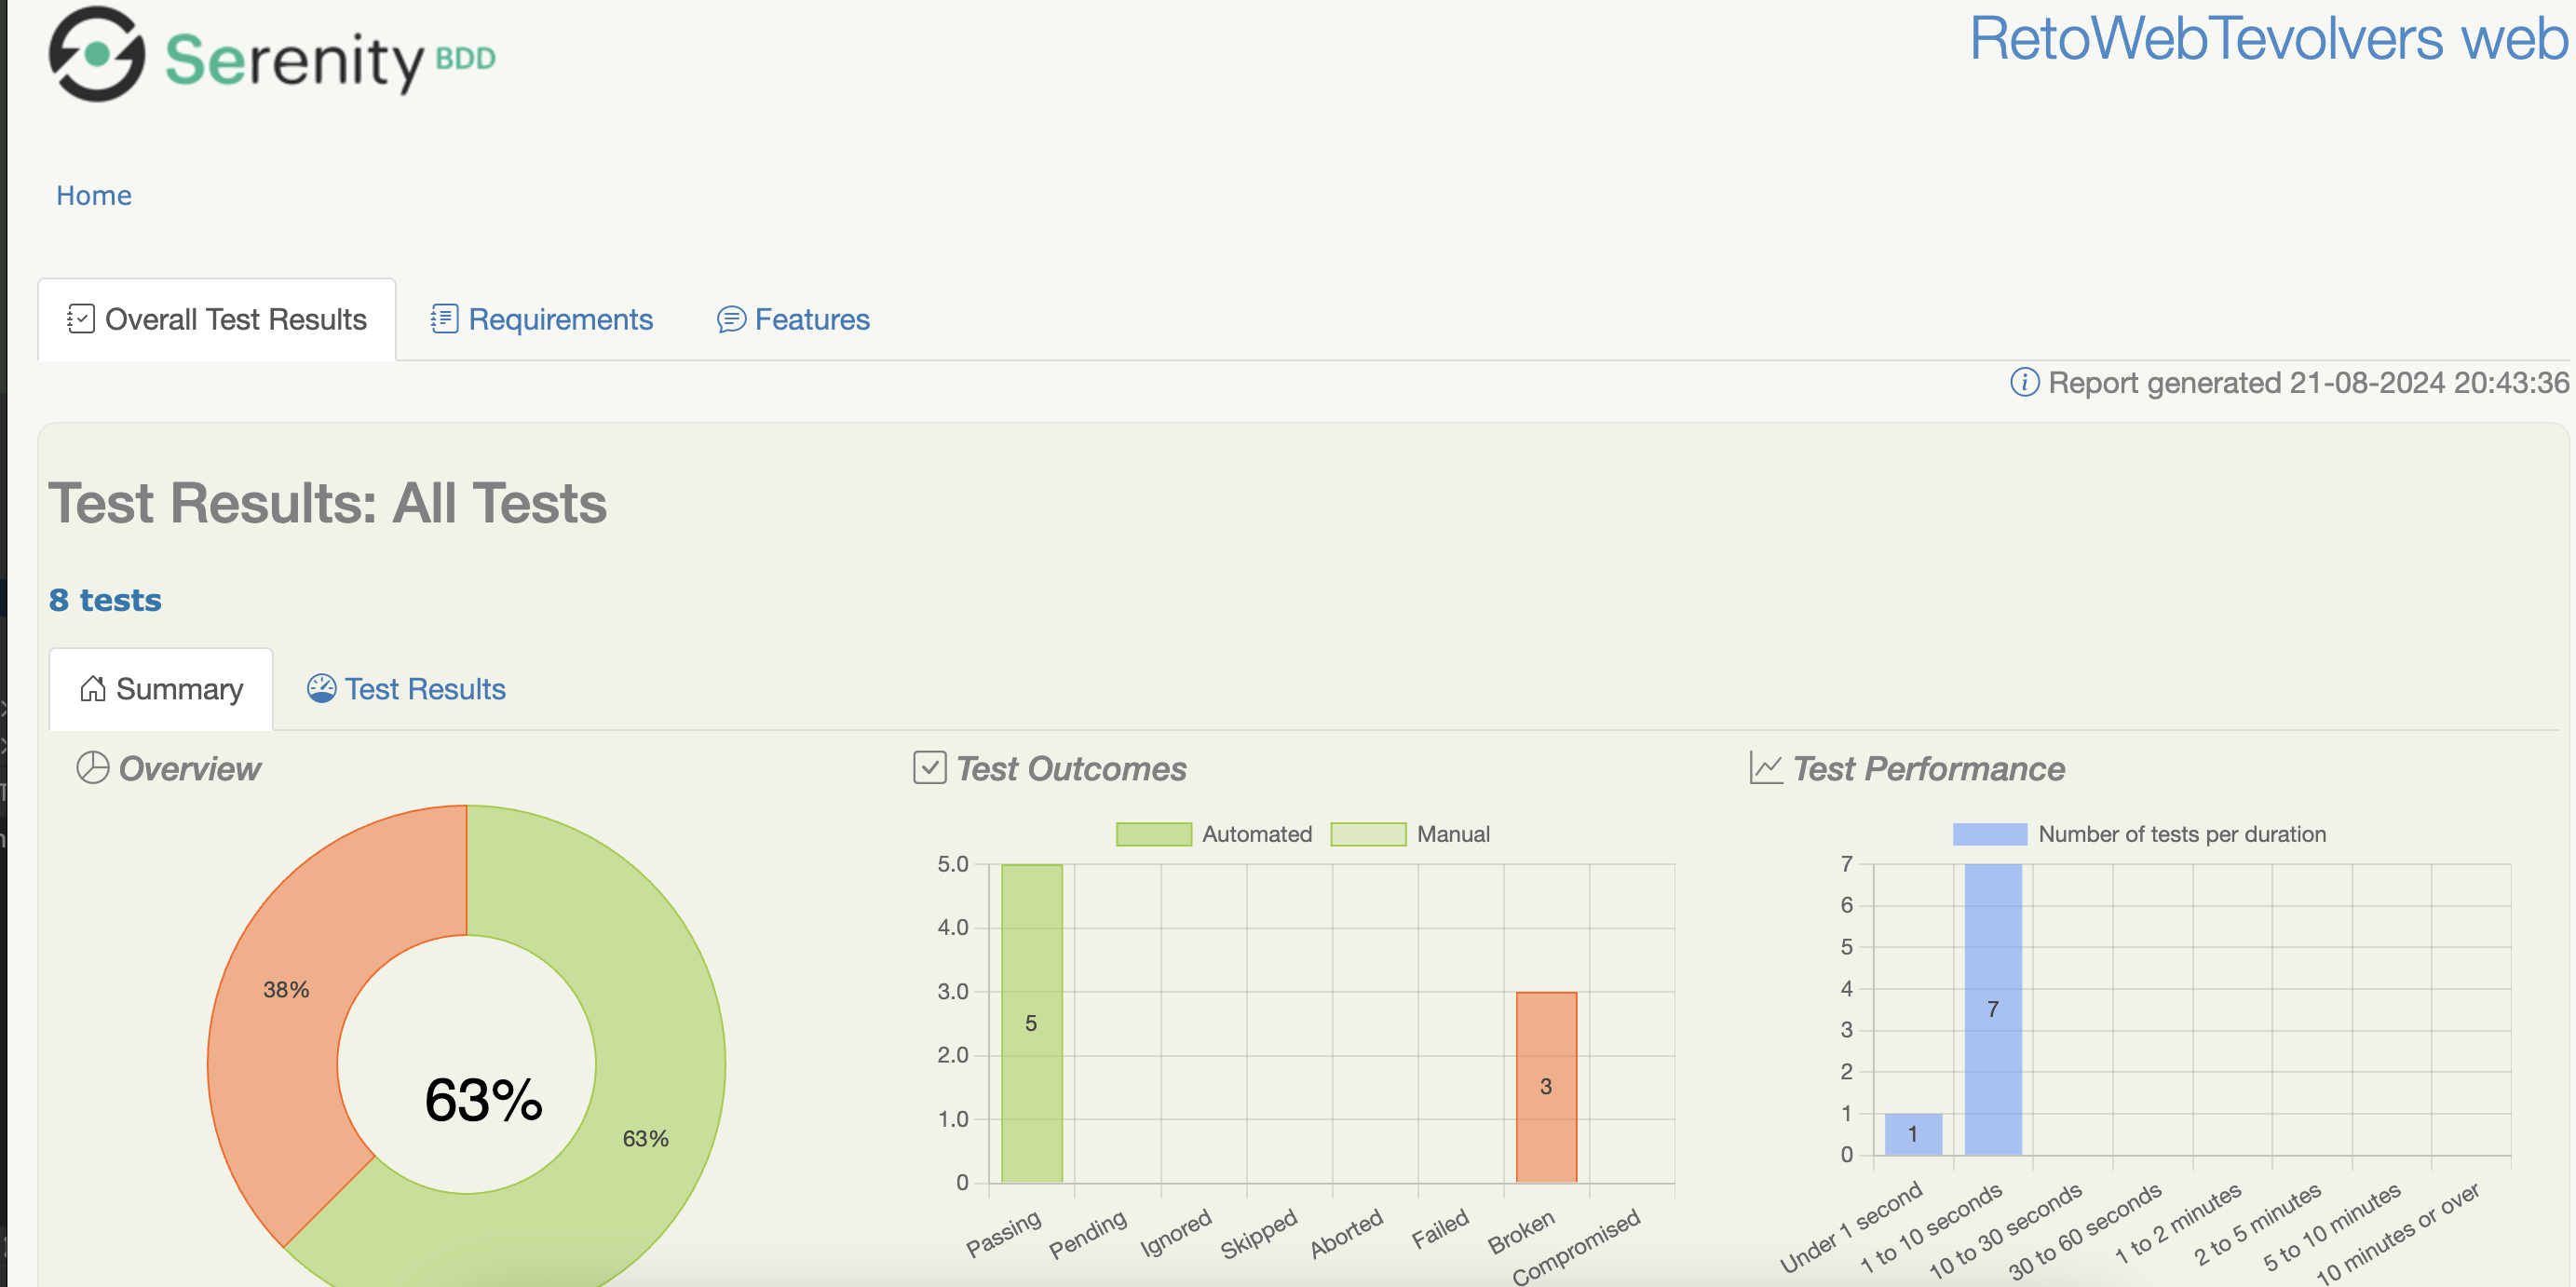 Serenity BDD
RetoWebTevolvers web
Home
Overall Test Results
Requirements
Features
Report generated 21-08-2024 20:43:36
Test Results: All Tests
8 tests
Summary
Test Results
Overview
38%
63%
63%
Test Outcomes
Automated
Manual
5.0
4.0
3.0
2.0
1.0
0
5
3
Passing
Pending
Ignored
Skipped
Aborted
Failed
Broken
Compromised
Test Performance
Number of tests per duration
7
6
5
4
3
2
1
0
1
7
Under 1 second
1 to 10 seconds
10 to 30 seconds
30 to 60 seconds
1 to 2 minutes
2 to 5 minutes
5 to 10 minutes
10 minutes or over